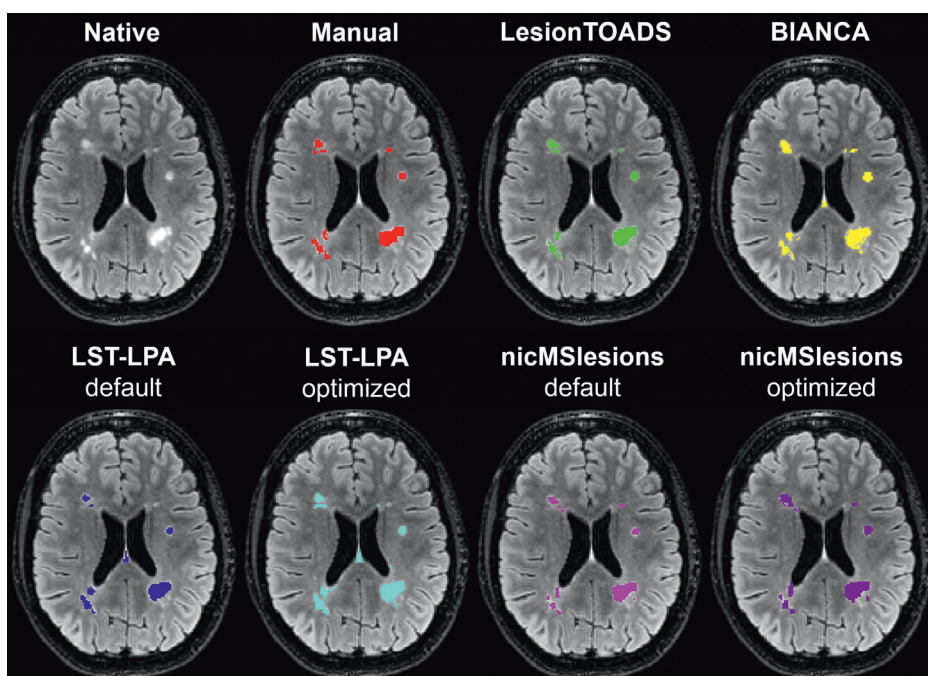 Native
Manual
LesionTOADS
BIANCA
LST-LPA
default
LST-LPA
optimized
nicMSlesions
default
nicMSlesions
optimized